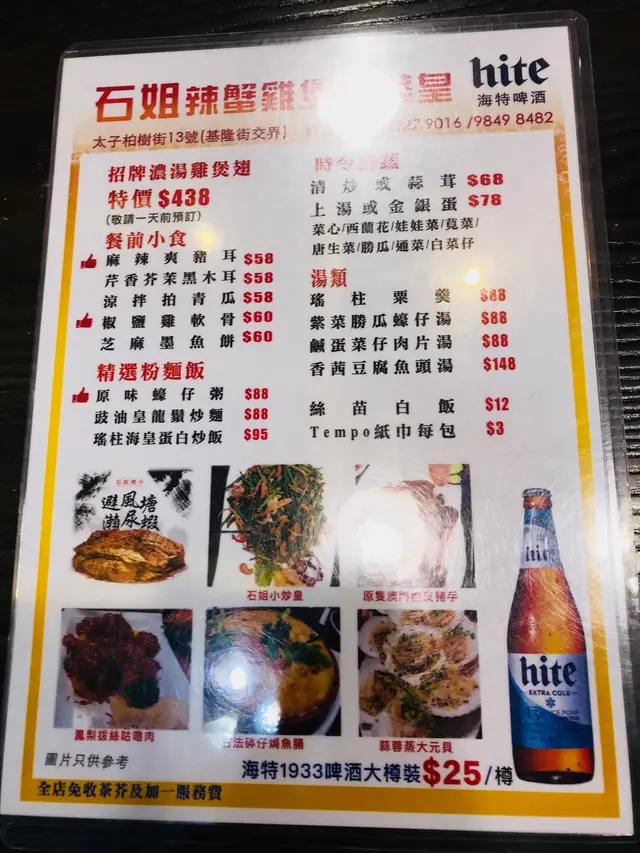 石姐辣蟹雞煲
hite
海特啤酒
太子柏樹街13號(基隆街交界)
9016 /9849 8482
招牌濃湯雞煲翅
特價 $438
(敬請一天前預訂)
餐前小食
麻辣爽豬耳 $58
芹香芥茉黑木耳 $58
涼拌拍青瓜 $58
椒鹽雞軟骨 $60
芝麻墨魚餅 $60
精選粉麵飯
原味蠔仔粥 $88
豉油皇龍鬚炒麵 $88
瑤柱海皇蛋白炒飯 $95
時令
蔬
清炒或蒜茸 $68
上湯或金銀蛋 $78
菜心/西蘭花/娃娃菜/莧菜/
唐生菜/勝瓜/通菜/白菜仔
湯類
瑤柱粟羹 $88
紫菜勝瓜蠔仔湯 $88
鹹蛋菜仔肉片湯 $88
香茜豆腐魚頭湯 $148
絲苗白飯 $12
Tempo紙巾每包 $3
避風塘
瀨尿蝦
石姐小炒皇
原隻澳門
皮豬手
鳳梨拔絲咕嚕肉
古法砵仔焗魚腸
蒜蓉蒸大元貝
hite
hite
EXTRA COLD
圖片只供參考
海特1933啤酒大樽裝$25/樽
全店免收茶芥及加一服務費